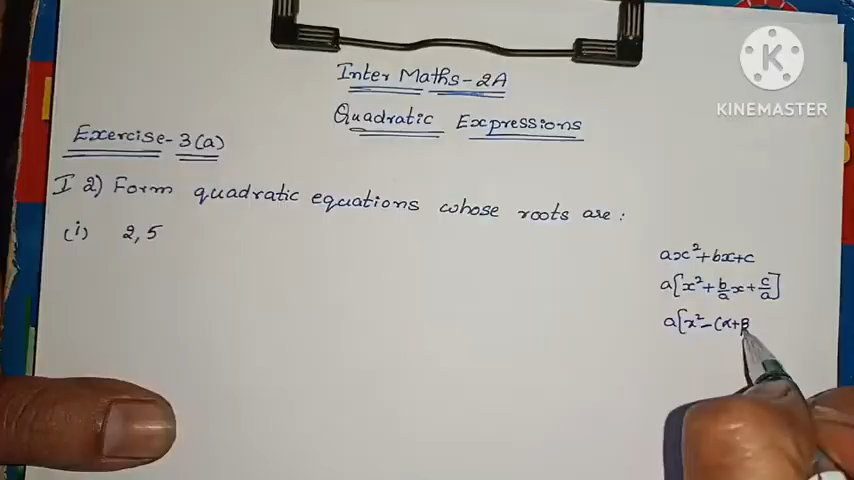 Inter Maths-2A
Quadratic Expressions
Exercise-3(a)
I 2) Form quadratic equations whose roots are :
(i) 2, 5
ax²+bx+c
a[x²+b/a x+c/a]
a[x²-(α+β
K
KINEMASTER